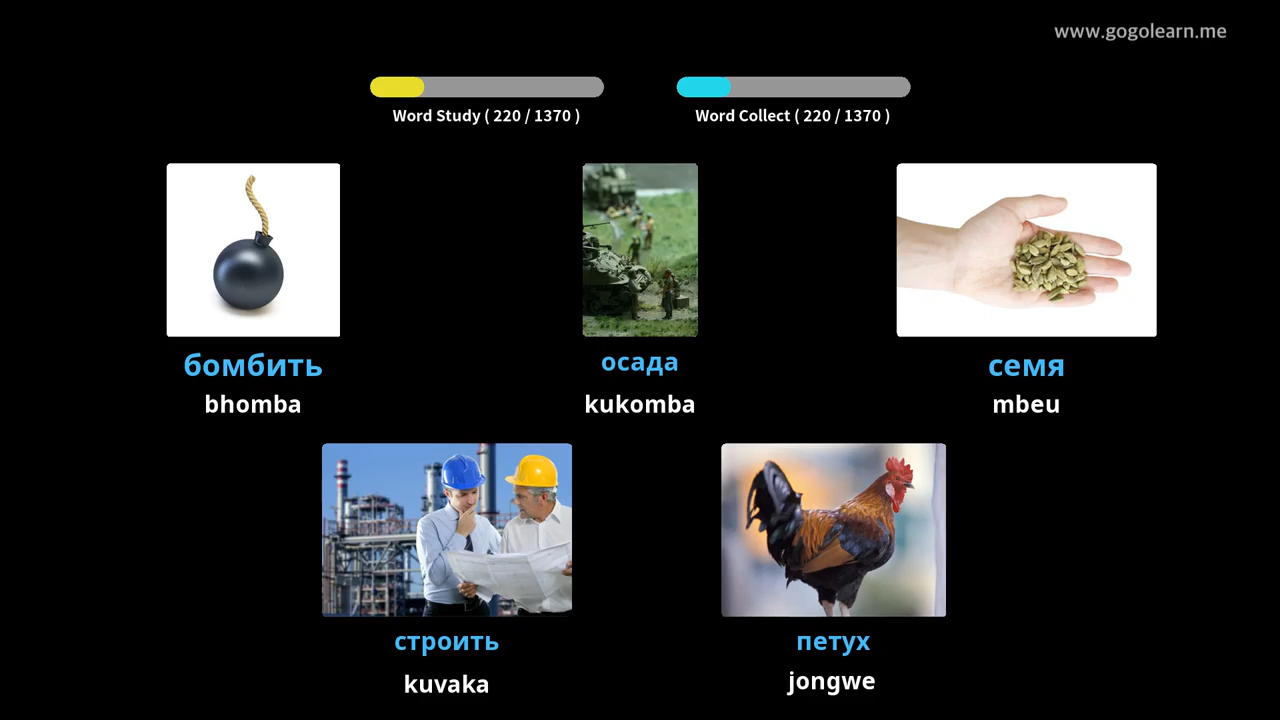 www.gogolearn.me
Word Study ( 220 / 1370 )
Word Collect ( 220 / 1370 )
бомбить
bhomba
осада
kukomba
семя
mbeu
строить
kuvaka
петух
jongwe